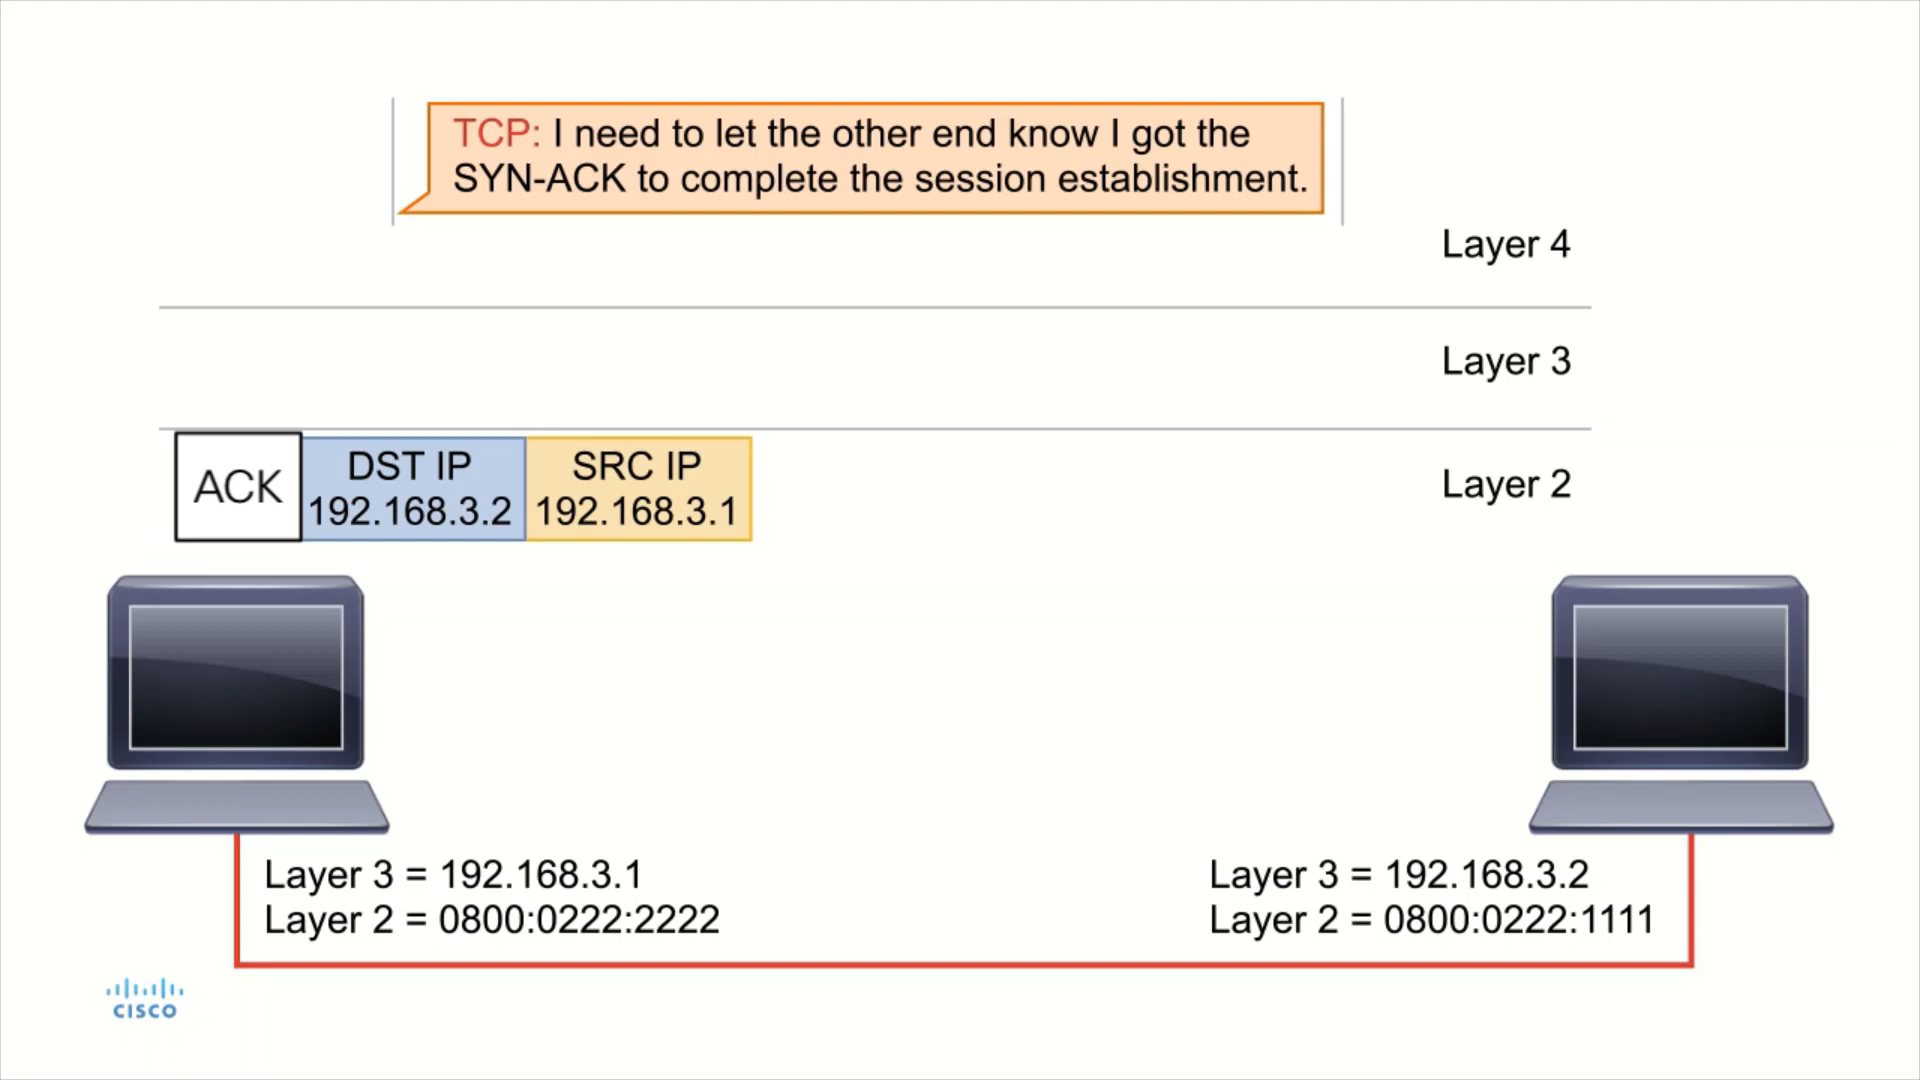 TCP: I need to let the other end know I got the
SYN-ACK to complete the session establishment.
Layer 4
Layer 3
Layer 2
ACK
DST IP
192.168.3.2
SRC IP
192.168.3.1
Layer 3 = 192.168.3.1
Layer 2 = 0800:0222:2222
Layer 3 = 192.168.3.2
Layer 2 = 0800:0222:1111
CISCO